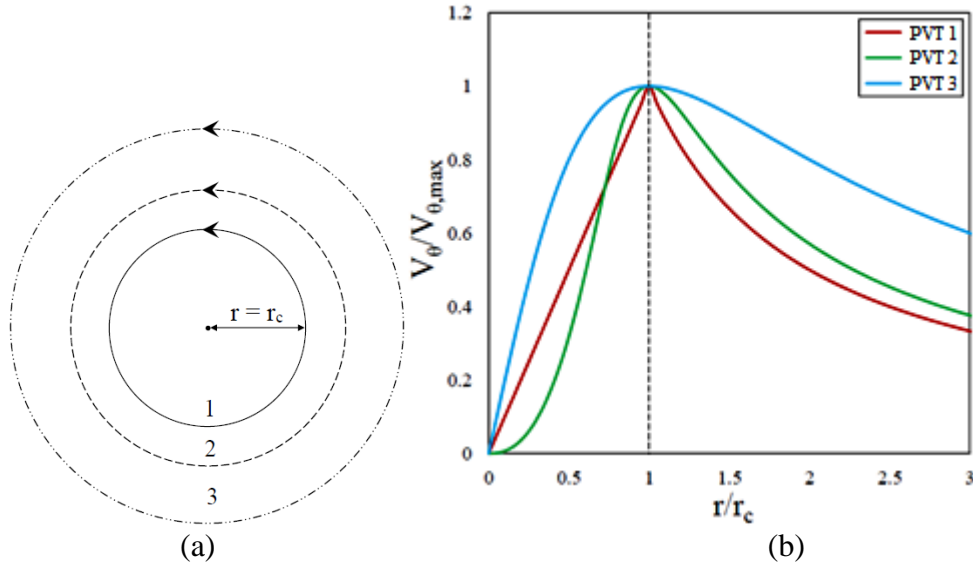 r = r_c
1
2
3
(a)
1.2
1
0.8
0.6
0.4
0.2
0
V_θ/V_θ,max
PVT 1
PVT 2
PVT 3
0 0.5 1 1.5 2 2.5 3
r/r_c
(b)